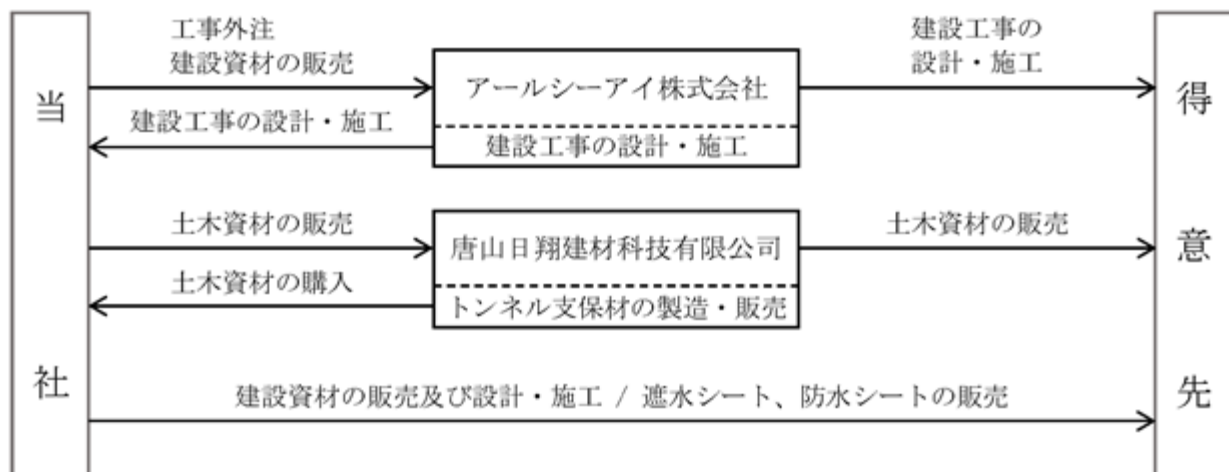 当社
工事外注
建設資材の販売
建設工事の設計・施工
アールシーアイ株式会社
建設工事の設計・施工
建設工事の
設計・施工
土木資材の販売
土木資材の購入
唐山日翔建材科技有限公司
トンネル支保材の製造・販売
土木資材の販売
建設資材の販売及び設計・施工 / 遮水シート、防水シートの販売
得意先